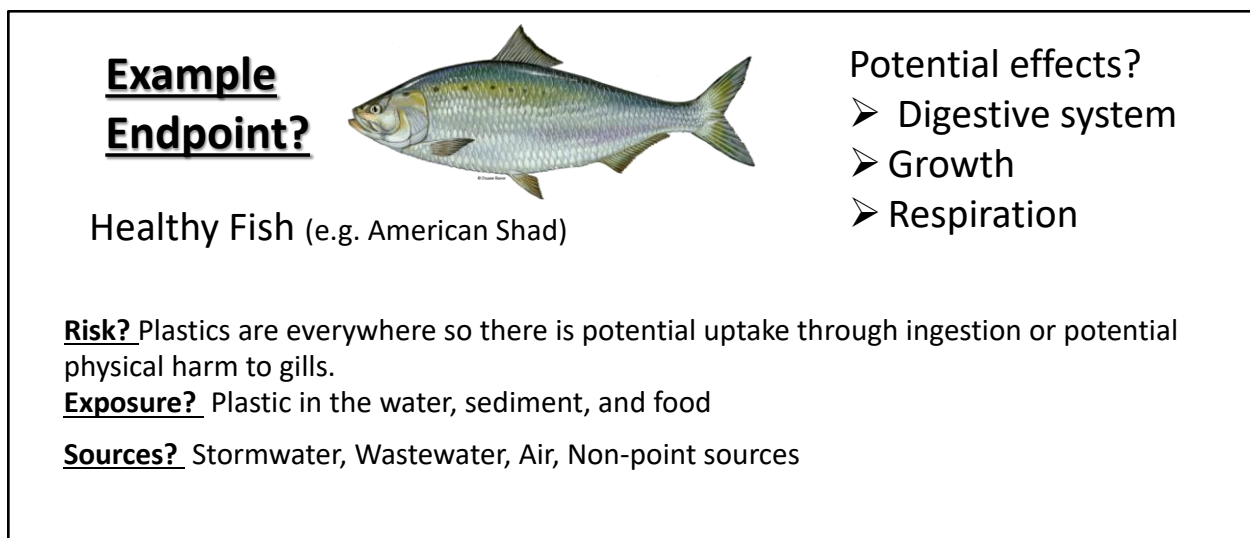 Example
Endpoint?
Healthy Fish (e.g. American Shad)
Potential effects?
➢ Digestive system
➢ Growth
➢ Respiration
Risk? Plastics are everywhere so there is potential uptake through ingestion or potential
physical harm to gills.
Exposure? Plastic in the water, sediment, and food
Sources? Stormwater, Wastewater, Air, Non-point sources